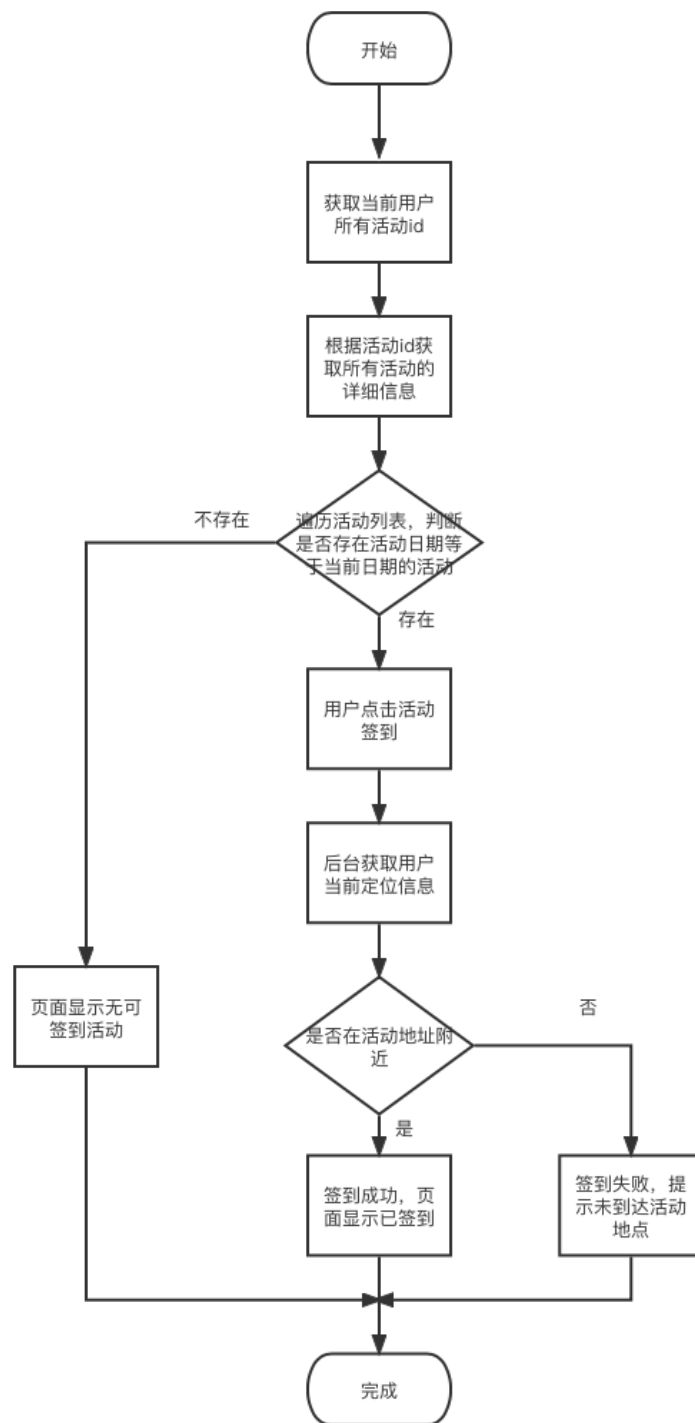 开始
获取当前用户
所有活动id
根据活动id获
取所有活动的
详细信息
不存在
遍历活动列表，判断
是否存在活动日期等
于当前日期的活动
存在
用户点击活动
签到
后台获取用户
当前定位信息
页面显示无可
签到活动
否
是否在活动地址附
近
是
签到成功，页
面显示已签到
签到失败，提
示未到达活动
地点
完成